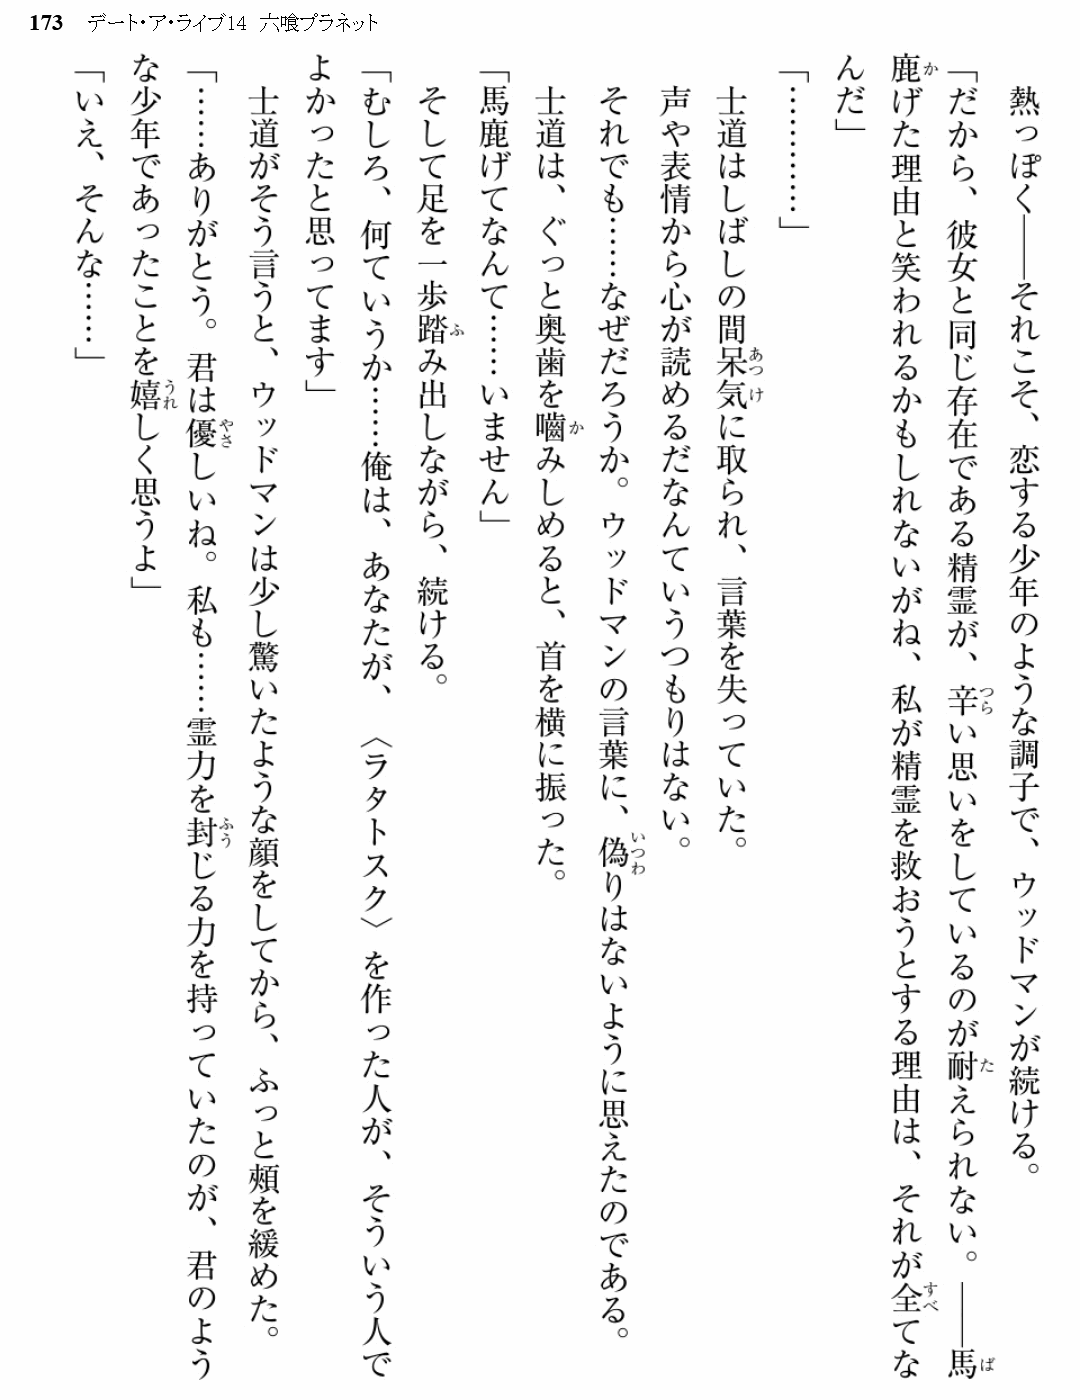 173 デート・ア・ライブ14 六喰プラネット
　熱っぽく――それこそ、恋する少年のような調子で、ウッドマンが続ける。
「だから、彼女と同じ存在である精霊が、辛い思いをしているのが耐えられない。――馬
鹿げた理由と笑われるかもしれないがね、私が精霊を救おうとする理由は、それが全てな
んだ」
「…………」
　士道はしばしの間呆気に取られ、言葉を失っていた。
　声や表情から心が読めるだなんていうつもりはない。
　それでも……なぜだろうか。ウッドマンの言葉に、偽りはないように思えたのである。
　士道は、ぐっと奥歯を噛みしめると、首を横に振った。
「馬鹿げてなんて……いません」
　そして足を一歩踏み出しながら、続ける。
「むしろ、何ていうか……俺は、あなたが、〈ラタトスク〉を作った人が、そういう人で
よかったと思ってます」
　士道がそう言うと、ウッドマンは少し驚いたような顔をしてから、ふっと頰を緩めた。
「……ありがとう。君は優しいね。私も……霊力を封じる力を持っていたのが、君のよう
な少年であったことを嬉しく思うよ」
「いえ、そんな……」